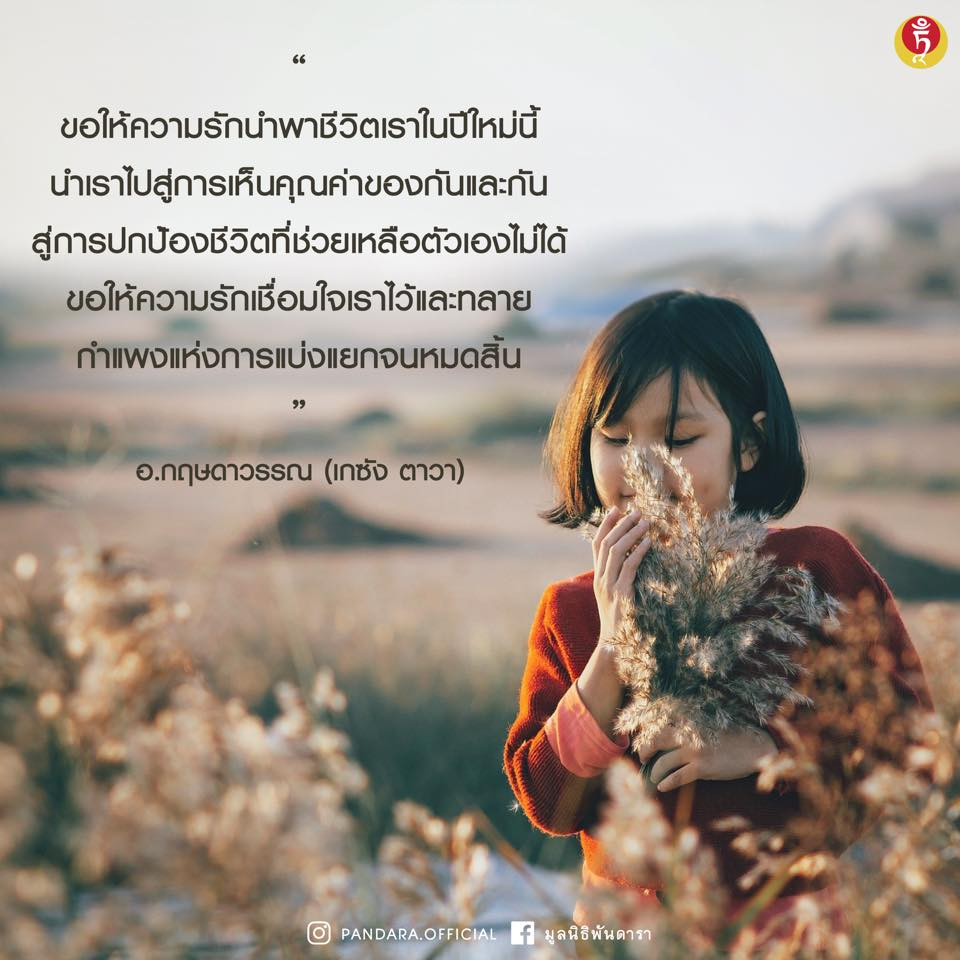 “
ขอให้ความรักนำพาชีวิตเราในปีใหม่นี้
นำเราไปสู่การเห็นคุณค่าของกันและกัน
สู่การปกป้องชีวิตที่ช่วยเหลือตัวเองไม่ได้
ขอให้ความรักเชื่อมใจเราไว้และทลาย
กำแพงแห่งการแบ่งแยกจนหมดสิ้น
”
อ.กฤษดาวรรณ (เกซัง ตาวา)
PANDARA.OFFICIAL มูลนิธิพันดารา